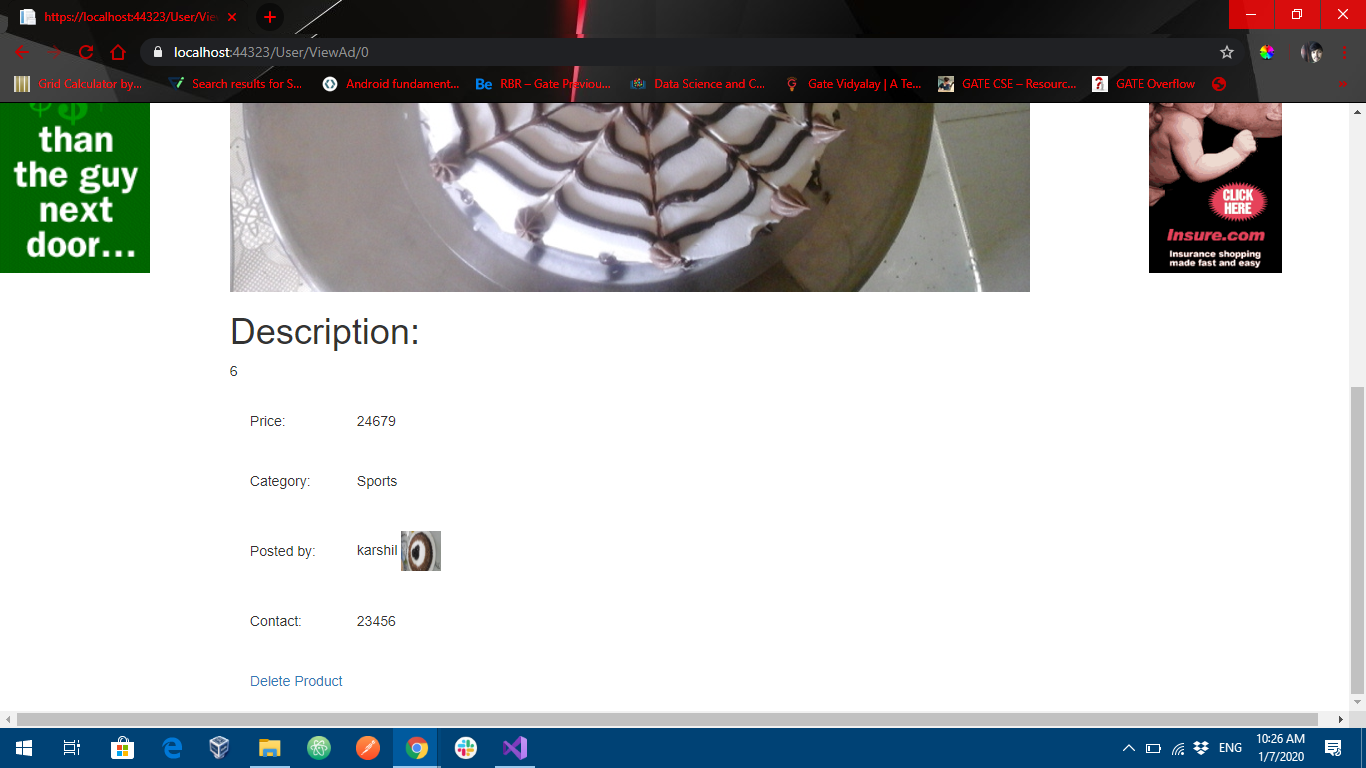 https://localhost:44323/User/Vie
localhost:44323/User/ViewAd/0
Grid Calculator by...
Search results for S...
Android fundament...
Be
RBR – Gate Previou...
Data Science and C...
Gate Vidyalay | A Te...
GATE CSE – Resourc...
GATE Overflow
than
the guy
next
door...
CLICK
HERE
Insure.com
Insurance shopping
made fast and easy
Description:
6
Price: 24679
Category: Sports
Posted by: karshil
Contact: 23456
Delete Product
ENG
10:26 AM
1/7/2020